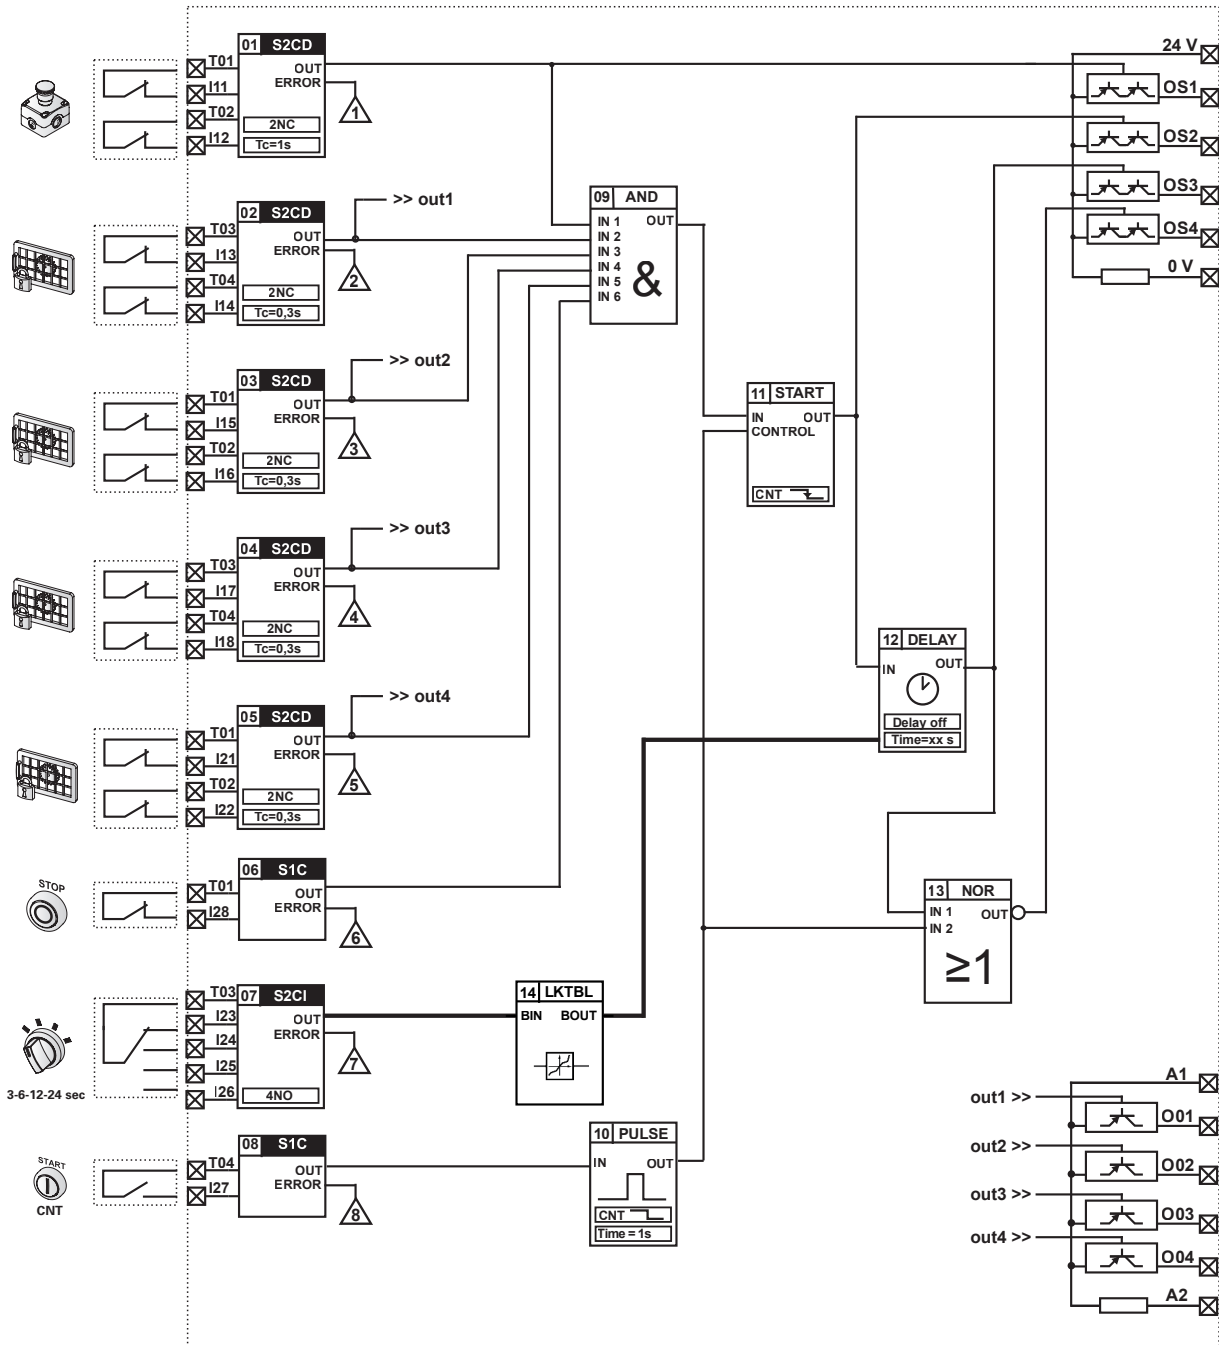 01 S2CD
T01
I11
T02
I12
OUT
ERROR
1
2NC
Tc=1s
24 V
OS1
OS2
OS3
OS4
0 V
02 S2CD
T03
I13
T04
I14
OUT
ERROR
2
2NC
Tc=0,3s
>> out1
09 AND
IN 1
IN 2
IN 3
IN 4
IN 5
IN 6
OUT
&
03 S2CD
T01
I15
T02
I16
OUT
ERROR
3
2NC
Tc=0,3s
>> out2
11 START
IN
OUT
CONTROL
CNT
04 S2CD
T03
I17
T04
I18
OUT
ERROR
4
2NC
Tc=0,3s
>> out3
12 DELAY
IN
OUT
Delay off
Time=xx s
05 S2CD
T01
I21
T02
I22
OUT
ERROR
5
2NC
Tc=0,3s
>> out4
STOP
06 S1C
T01
I28
OUT
ERROR
6
13 NOR
IN 1
IN 2
OUT
≥1
3-6-12-24 sec
07 S2CI
T03
I23
I24
I25
I26
OUT
ERROR
7
4NO
14 LKTBL
BIN BOUT
START
CNT
08 S1C
T04
I27
OUT
ERROR
8
10 PULSE
IN
OUT
CNT
Time = 1s
A1
out1 >>
O01
out2 >>
O02
out3 >>
O03
out4 >>
O04
A2